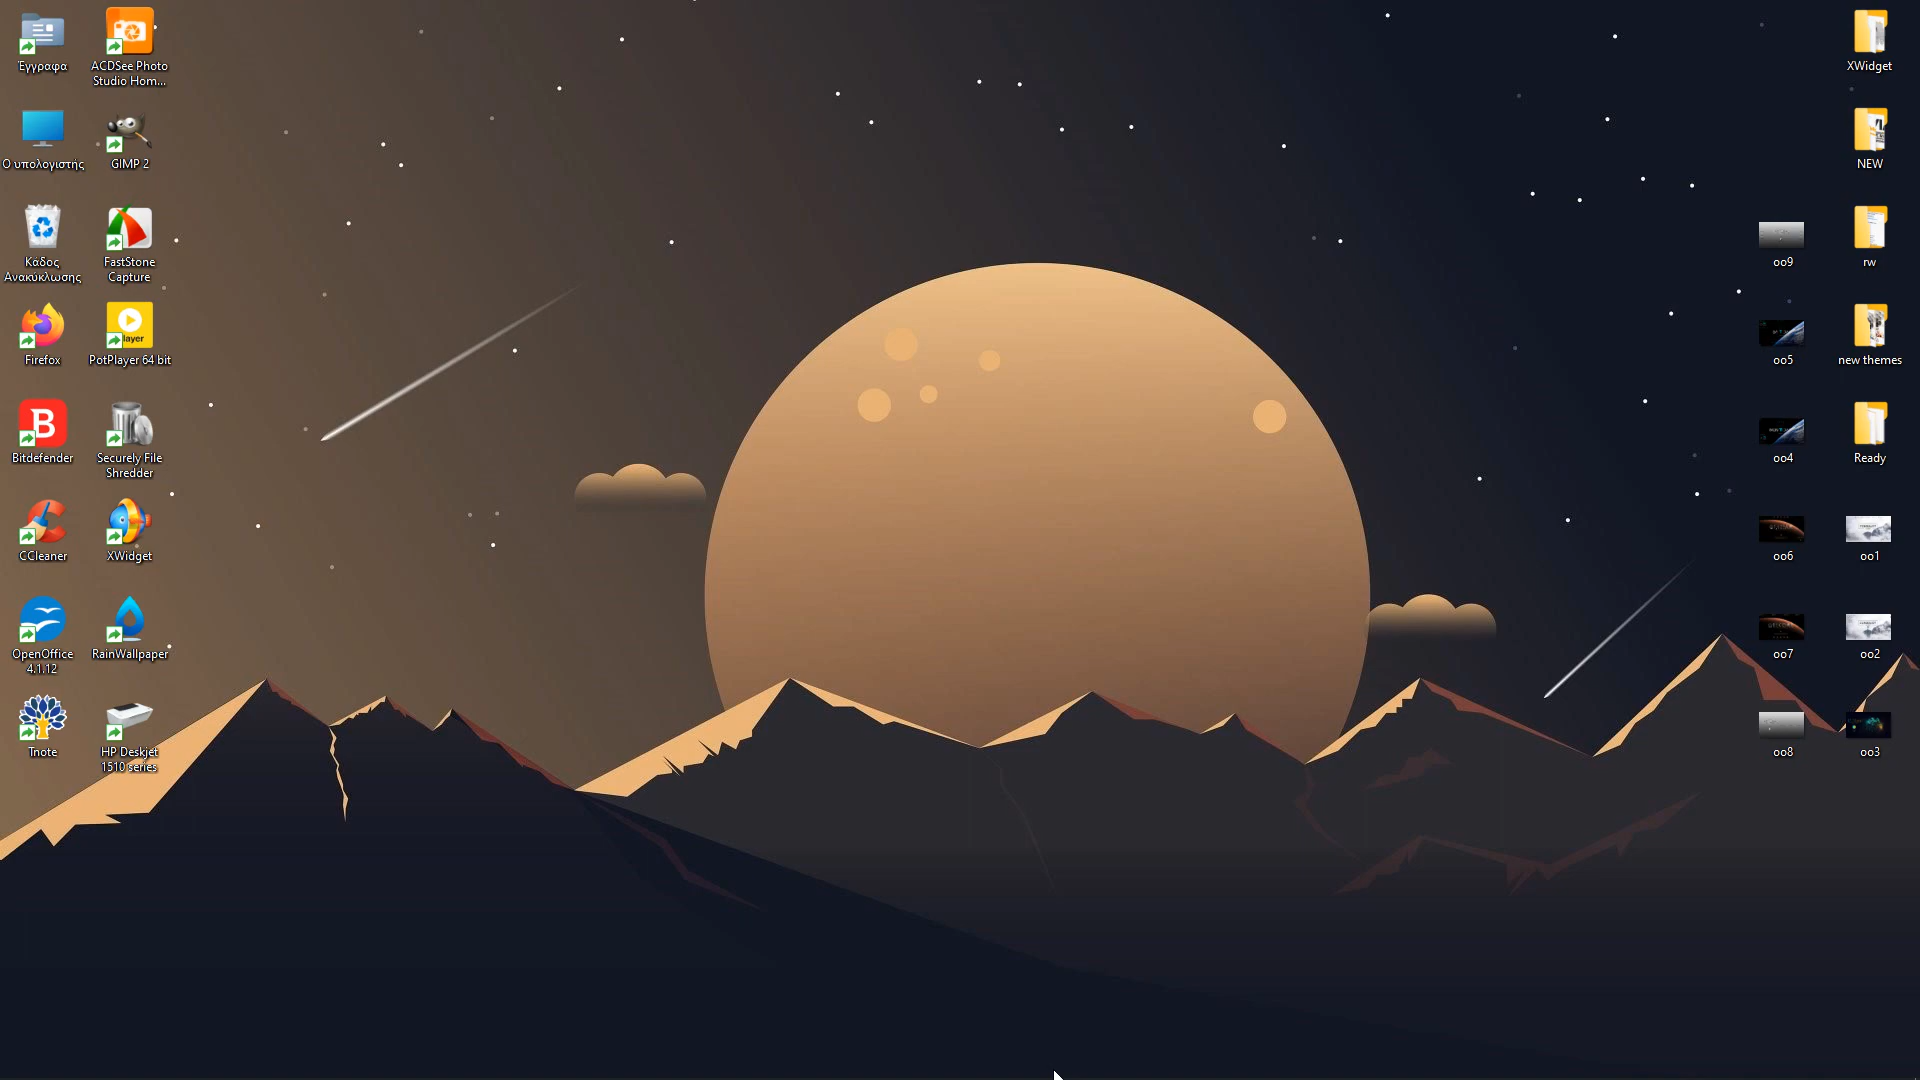 Έγγραφα
ACDSee Photo
Studio Hom...
Ο υπολογιστής
GIMP 2
Κάδος
Ανακύκλωσης
FastStone
Capture
Firefox
PotPlayer 64 bit
Bitdefender
Securely File
Shredder
CCleaner
XWidget
OpenOffice
4.1.12
RainWallpaper
Tnote
HP Deskjet
1510 series
oo9
oo5
oo4
oo6
oo7
oo8
XWidget
NEW
rw
new themes
Ready
oo1
oo2
oo3